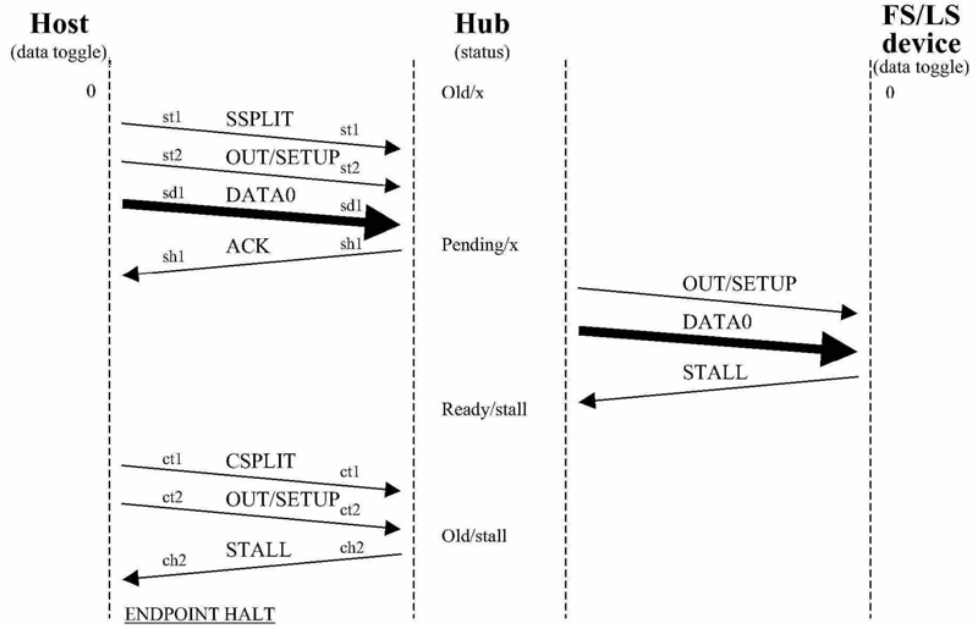 Host
(data toggle)
Hub
(status)
FS/LS
device
(data toggle)
0
Old/x
0
st1 SSPLIT st1
st2 OUT/SETUP st2
sd1 DATA0 sd1
sh1 ACK sh1
Pending/x
OUT/SETUP
DATA0
STALL
Ready/stall
ct1 CSPLIT ct1
ct2 OUT/SETUP ct2
Old/stall
ch2 STALL ch2
ENDPOINT HALT